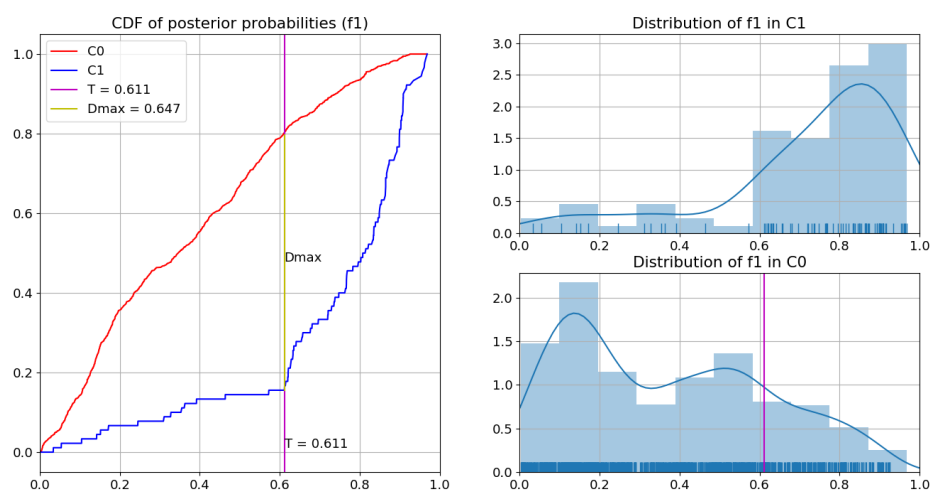 CDF of posterior probabilities (f1)
C0
C1
T = 0.611
Dmax = 0.647
Dmax
T = 0.611
1.0
0.8
0.6
0.4
0.2
0.0
0.0 0.2 0.4 0.6 0.8 1.0
Distribution of f1 in C1
3.0
2.5
2.0
1.5
1.0
0.5
0.0
0.0 0.2 0.4 0.6 0.8 1.0
Distribution of f1 in C0
2.0
1.5
1.0
0.5
0.0
0.0 0.2 0.4 0.6 0.8 1.0